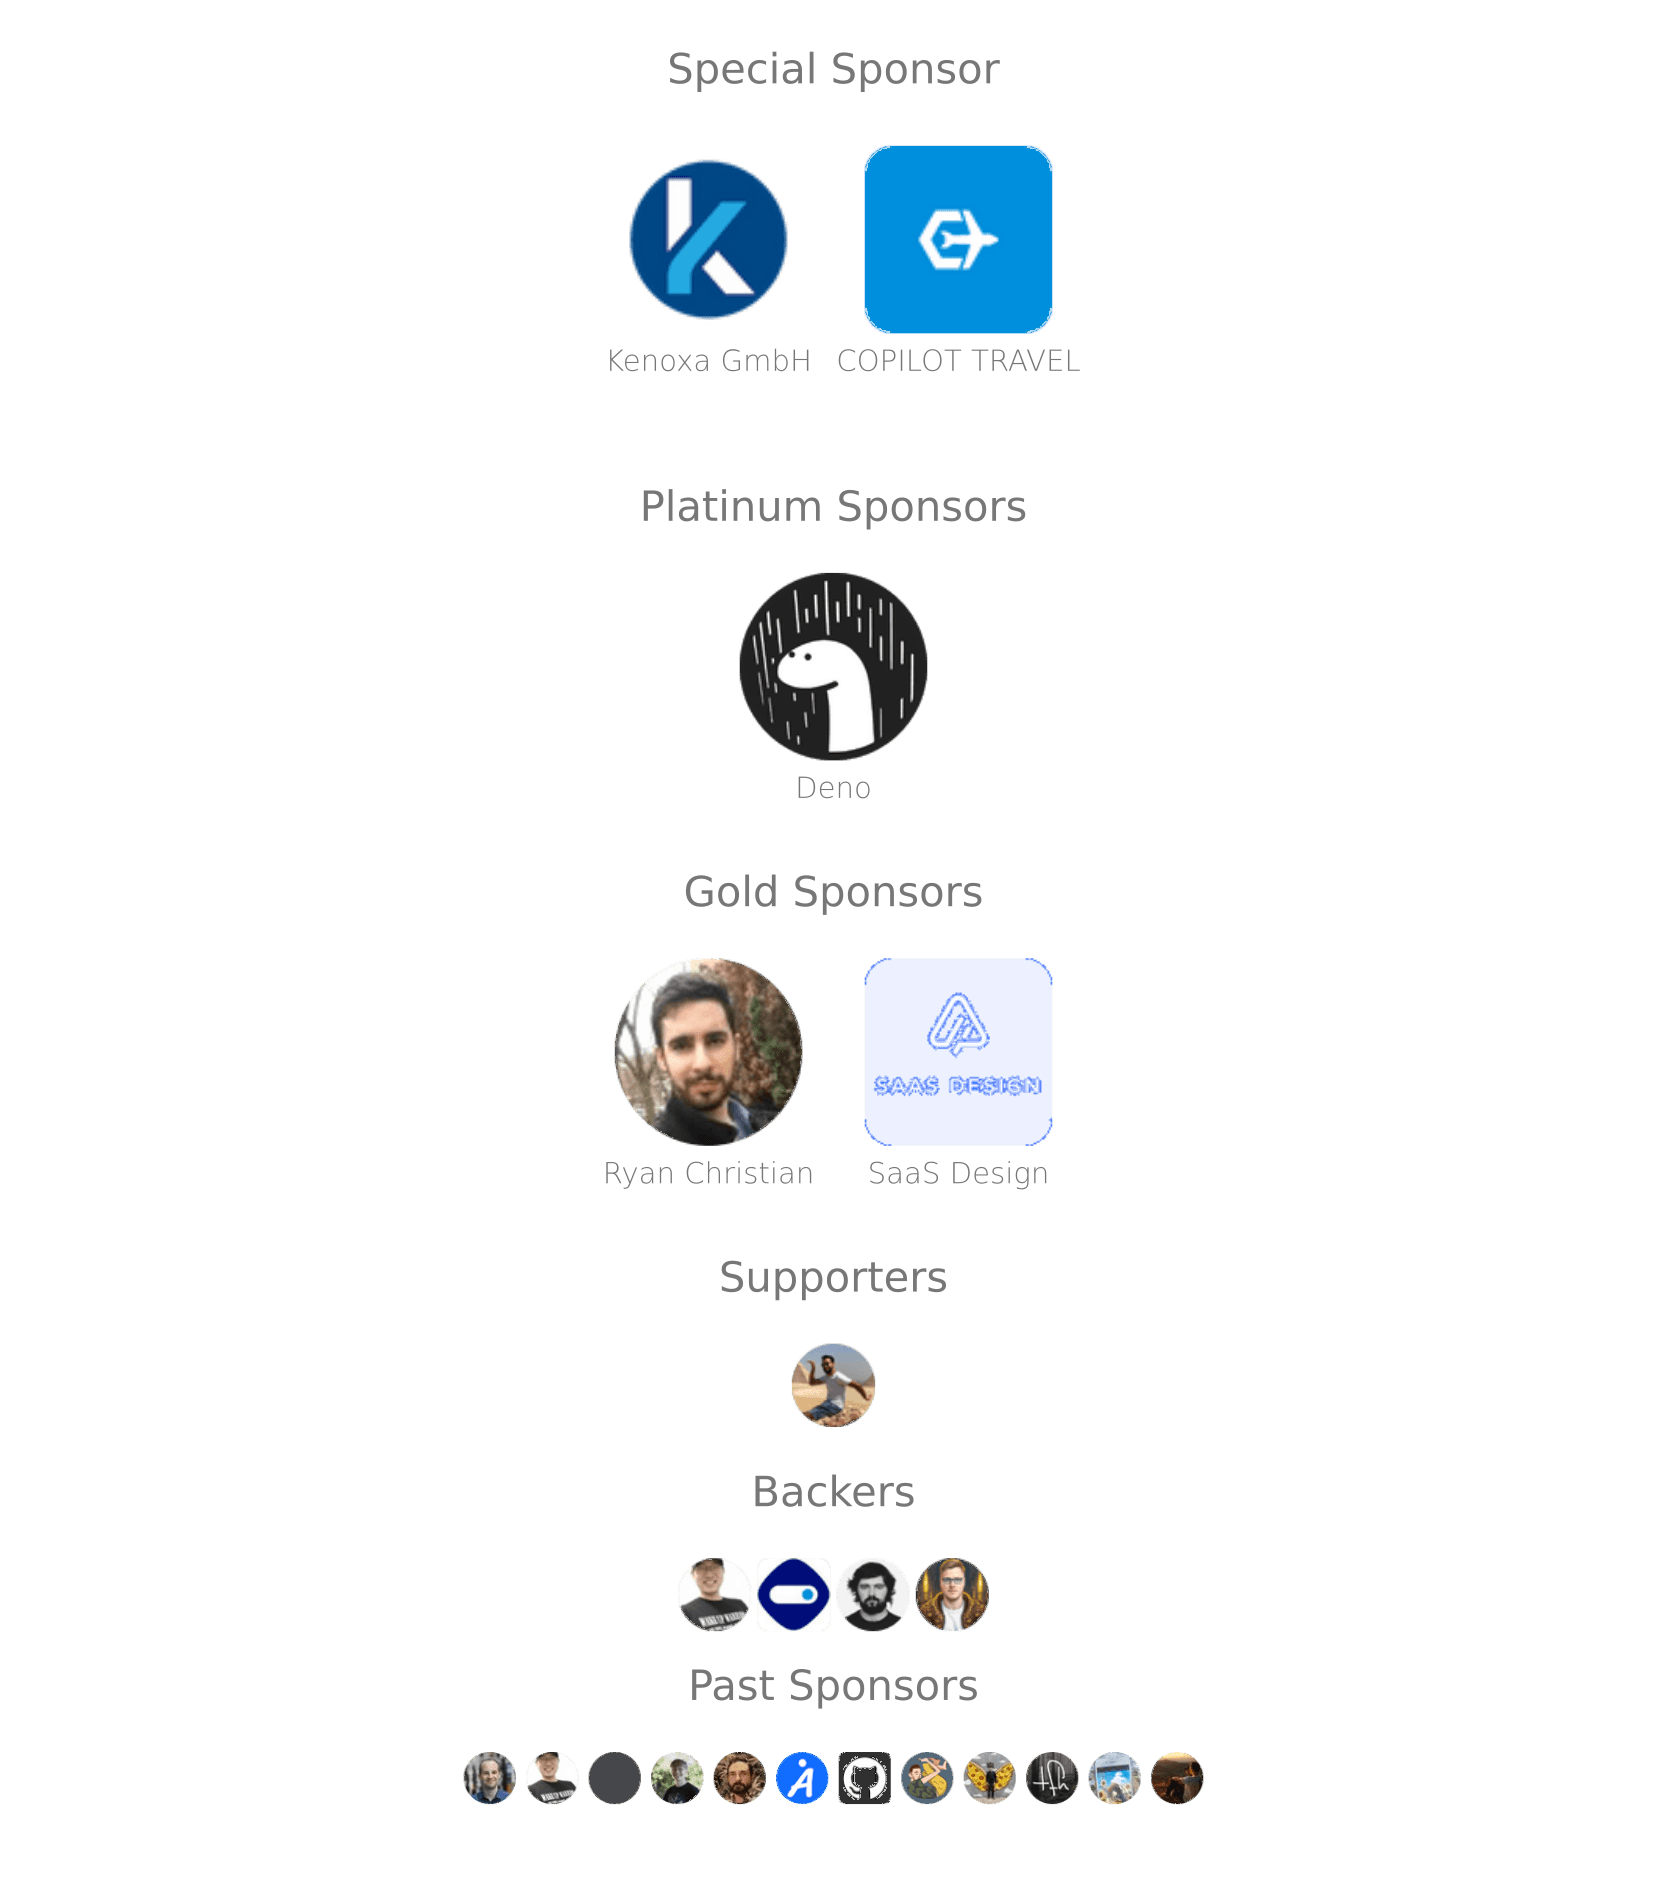 Special Sponsor
Kenoxa GmbH COPILOT TRAVEL
Platinum Sponsors
Deno
Gold Sponsors
SAAS DESIGN
Ryan Christian SaaS Design
Supporters
Backers
Past Sponsors